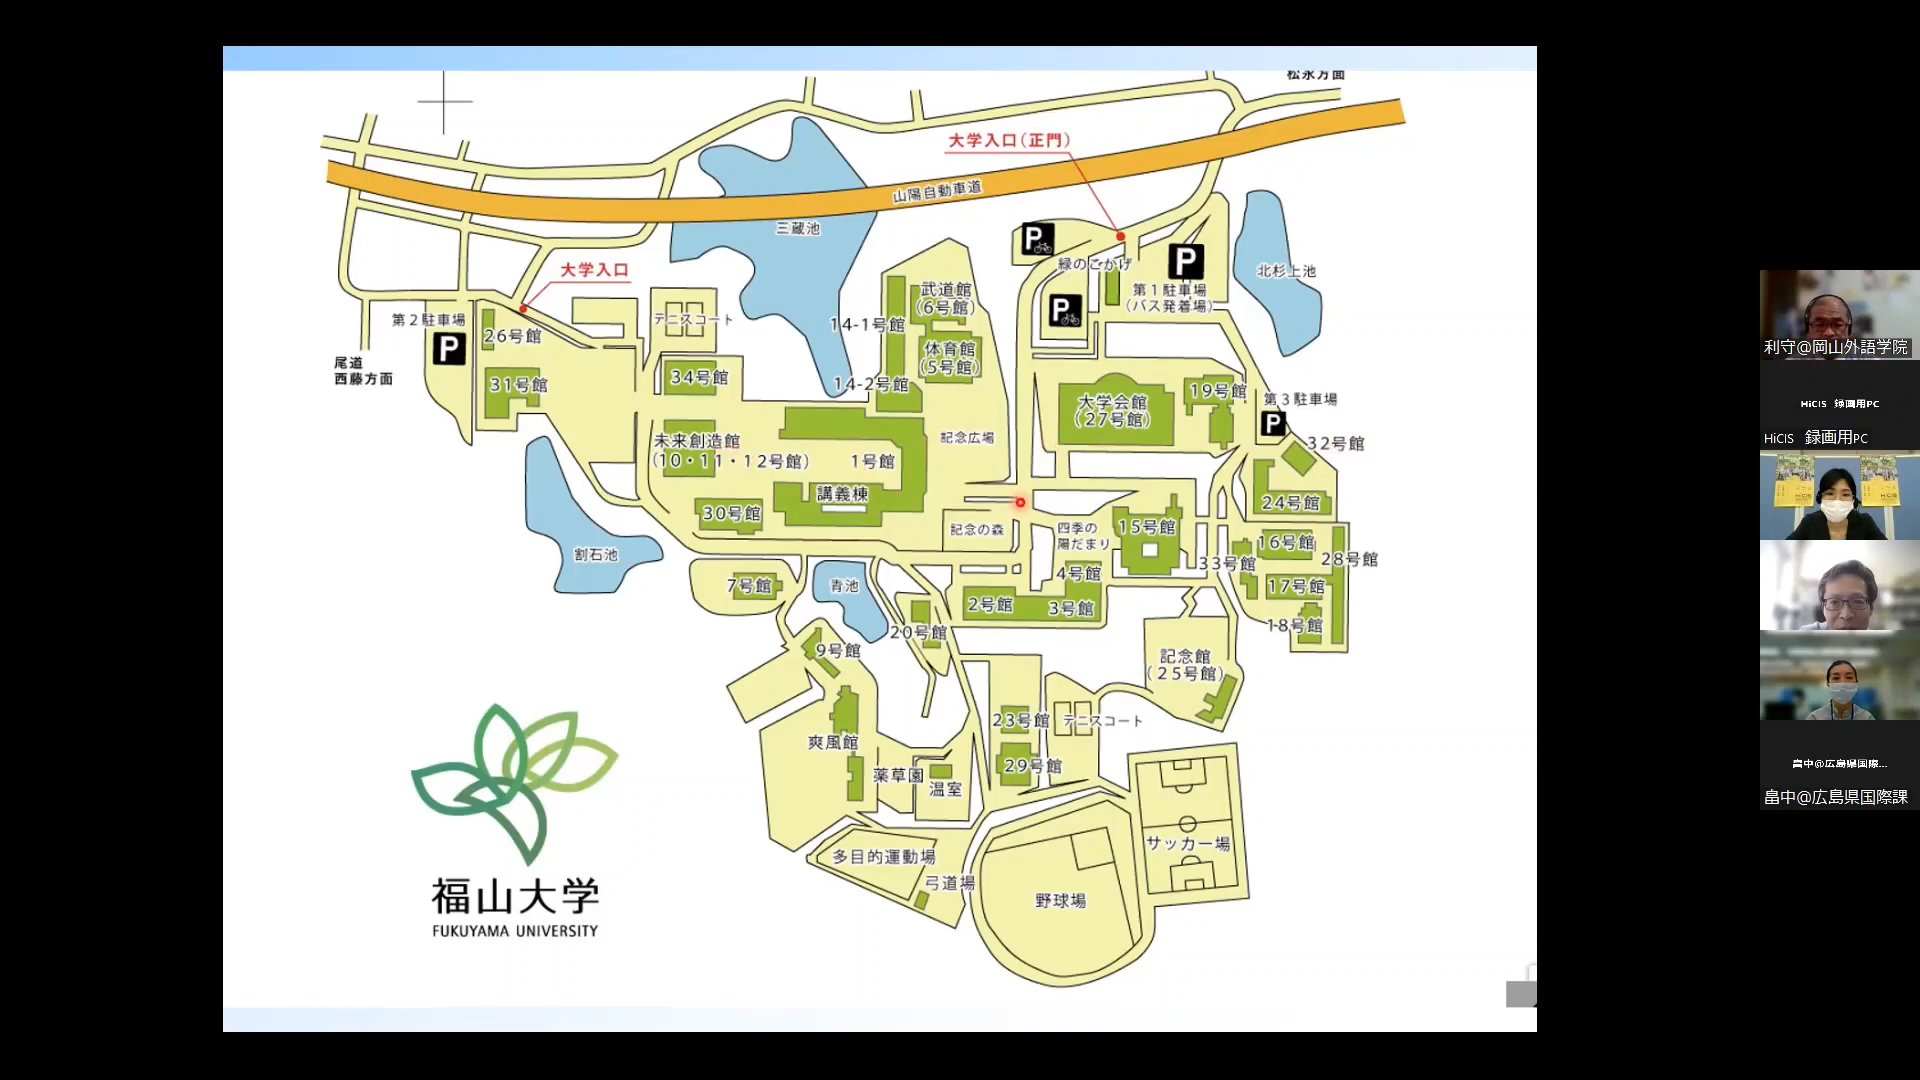 松永方面
大学入口(正門)
山陽自動車道
三蔵池
緑のこかげ
北杉上池
大学入口
第1駐車場
(バス発着場)
第2駐車場
26号館
テニスコート
14-1号館
武道館
(6号館)
体育館
(5号館)
14-2号館
尾道
西藤方面
31号館
34号館
大学会館
(27号館)
19号館
第3駐車場
32号館
未来創造館
(10・11・12号館)
1号館
記念広場
講義棟
30号館
記念の森
四季の
陽だまり
15号館
24号館
割石池
16号館
28号館
33号館
4号館
17号館
7号館
青池
2号館
3号館
18号館
20号館
9号館
記念館
(25号館)
23号館
テニスコート
爽風館
29号館
薬草園
温室
サッカー場
多目的運動場
弓道場
野球場
P
P
P
P
P
福山大学
FUKUYAMA UNIVERSITY
利守@岡山外語学院
HiCIS 録画用PC
HiCIS 録画用PC
畠中@広島県国際...
畠中@広島県国際課